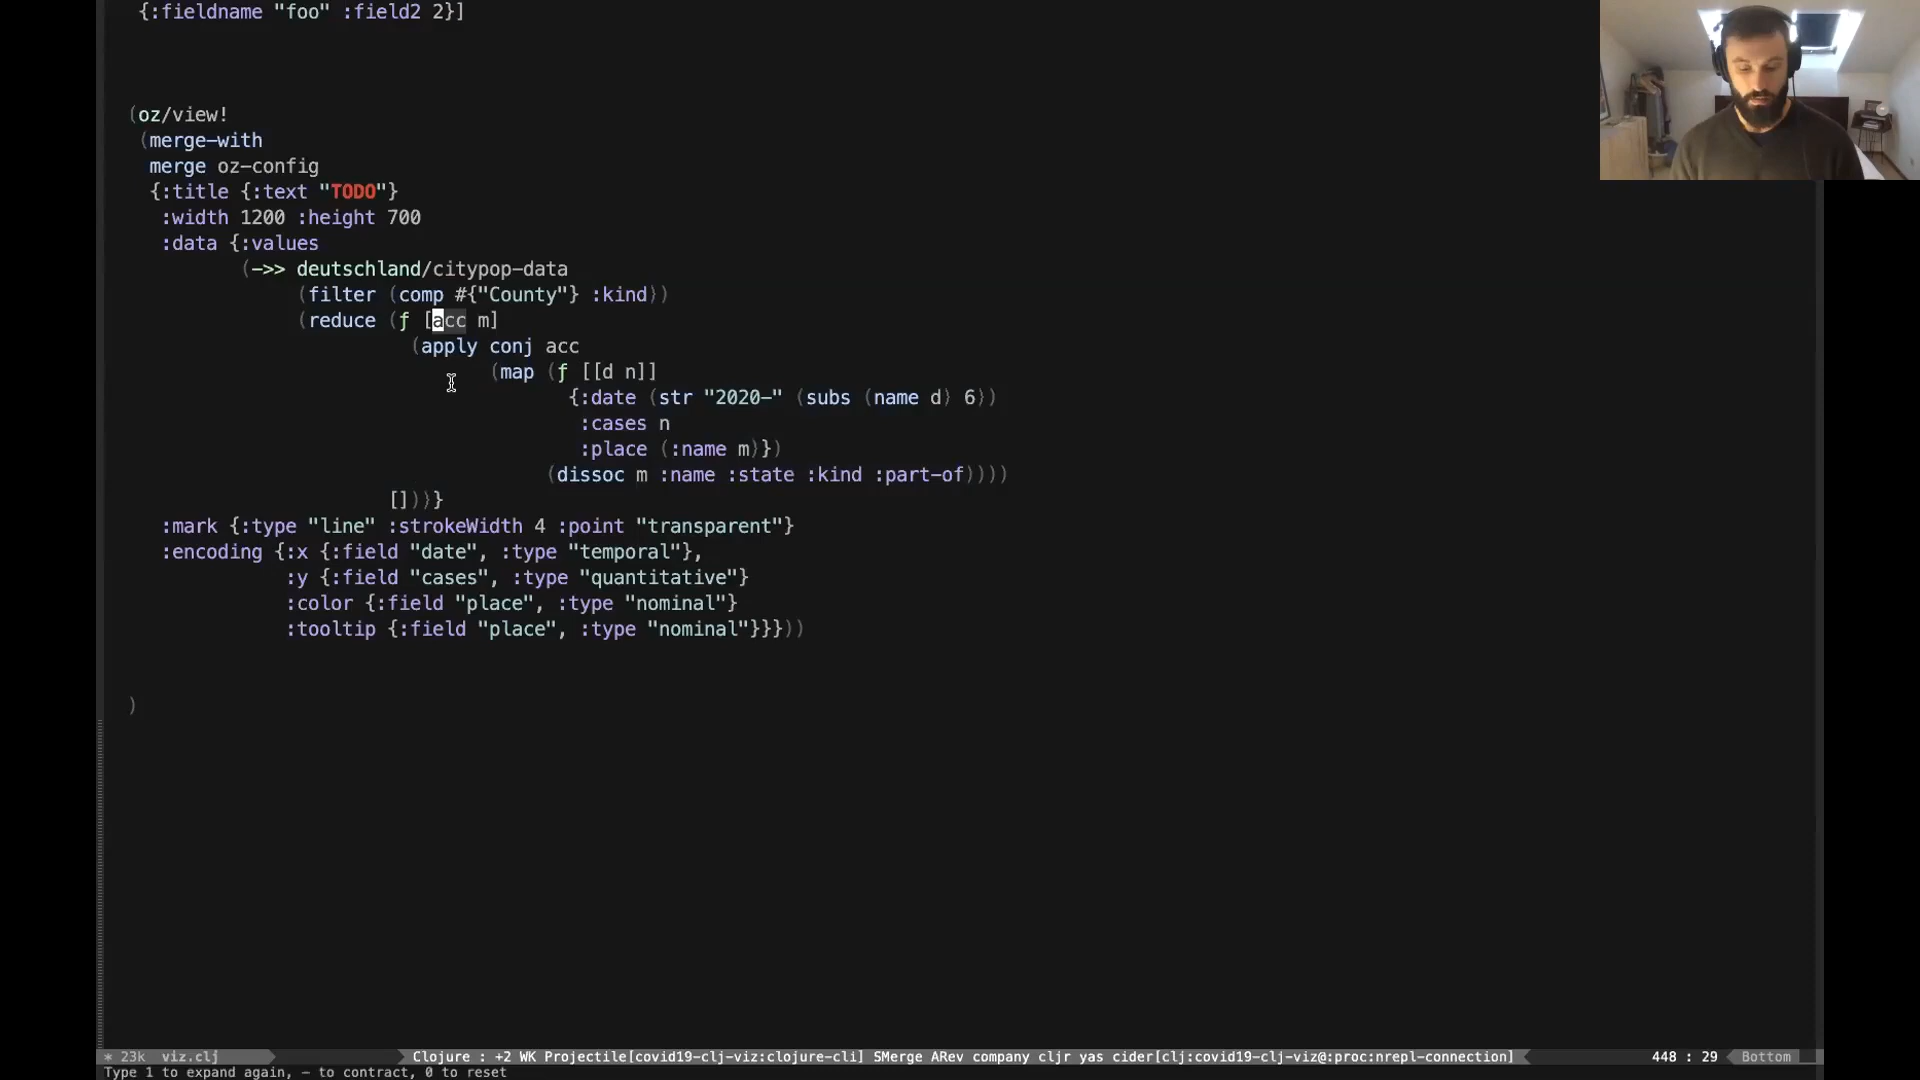 {:fieldname "foo" :field2 2}]
(oz/view!
(merge-with
merge oz-config
{:title {:text "TODO"}
:width 1200 :height 700
:data {:values
(->> deutschland/citypop-data
(filter (comp #{"County"} :kind))
(reduce (ƒ [acc m]
(apply conj acc
(map (ƒ [[d n]]
{:date (str "2020-" (subs (name d) 6))
:cases n
:place (:name m)})
(dissoc m :name :state :kind :part-of))))
[]))}
:mark {:type "line" :strokeWidth 4 :point "transparent"}
:encoding {:x {:field "date", :type "temporal"},
:y {:field "cases", :type "quantitative"}
:color {:field "place", :type "nominal"}
:tooltip {:field "place", :type "nominal"}}}))
)
* 23k viz.clj Clojure : +2 WK Projectile[covid19-clj-viz:clojure-cli] SMerge ARev company cljr yas cider[clj:covid19-clj-viz@:proc:nrepl-connection] 448 : 29 Bottom
Type 1 to expand again, - to contract, 0 to reset